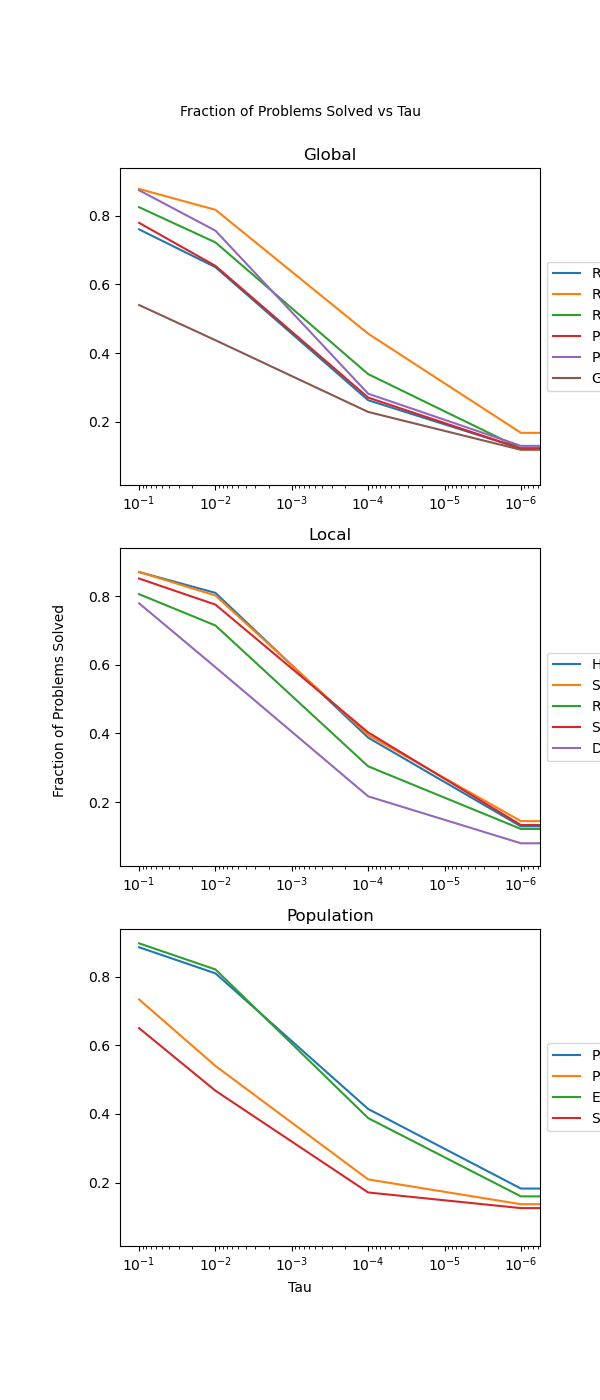 Fraction of Problems Solved vs Tau
Global
0.8
0.6
0.4
0.2
10⁻¹ 10⁻² 10⁻³ 10⁻⁴ 10⁻⁵ 10⁻⁶
R
R
R
P
P
G
Local
Fraction of Problems Solved
0.8
0.6
0.4
0.2
10⁻¹ 10⁻² 10⁻³ 10⁻⁴ 10⁻⁵ 10⁻⁶
H
S
R
S
D
Population
0.8
0.6
0.4
0.2
10⁻¹ 10⁻² 10⁻³ 10⁻⁴ 10⁻⁵ 10⁻⁶
Tau
P
P
E
S